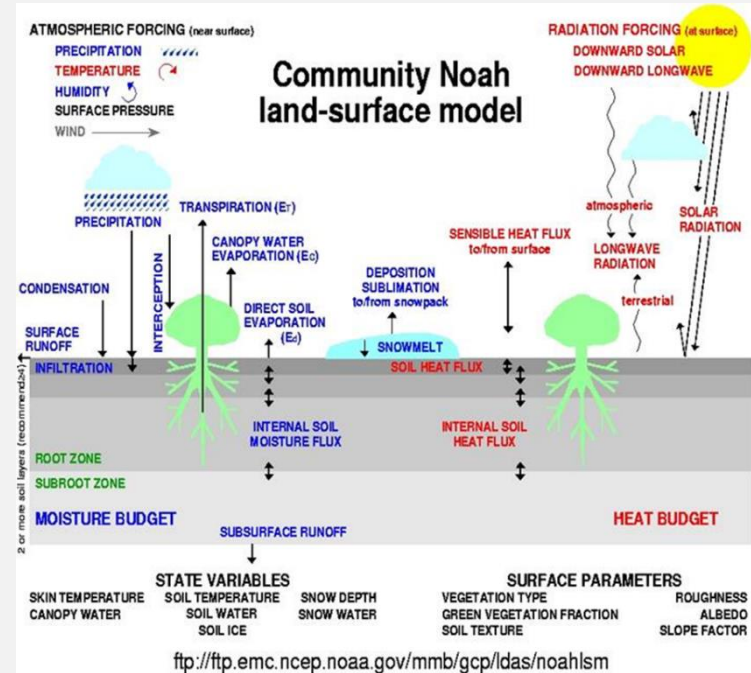 ATMOSPHERIC FORCING (near surface)
PRECIPITATION
TEMPERATURE
HUMIDITY
SURFACE PRESSURE
WIND
Community Noah
land-surface model
RADIATION FORCING (at surface)
DOWNWARD SOLAR
DOWNWARD LONGWAVE
PRECIPITATION
CONDENSATION
SURFACE
RUNOFF
INTERCEPTION
TRANSPIRATION (ET)
CANOPY WATER
EVAPORATION (EC)
DIRECT SOIL
EVAPORATION
(Ed)
DEPOSITION
SUBLIMATION
to/from snowpack
SNOWMELT
SENSIBLE HEAT FLUX
to/from surface
atmospheric
LONGWAVE
RADIATION
terrestrial
SOLAR
RADIATION
INFILTRATION
SOIL HEAT FLUX
INTERNAL SOIL
MOISTURE FLUX
INTERNAL SOIL
HEAT FLUX
ROOT ZONE
SUBROOT ZONE
2 or more soil layers (recommend≥4)
MOISTURE BUDGET
HEAT BUDGET
SUBSURFACE RUNOFF
STATE VARIABLES
SKIN TEMPERATURE
CANOPY WATER
SOIL TEMPERATURE
SOIL WATER
SOIL ICE
SNOW DEPTH
SNOW WATER
SURFACE PARAMETERS
VEGETATION TYPE
GREEN VEGETATION FRACTION
SOIL TEXTURE
ROUGHNESS
ALBEDO
SLOPE FACTOR
ftp://ftp.emc.ncep.noaa.gov/mmb/gcp/ldas/noahlsm